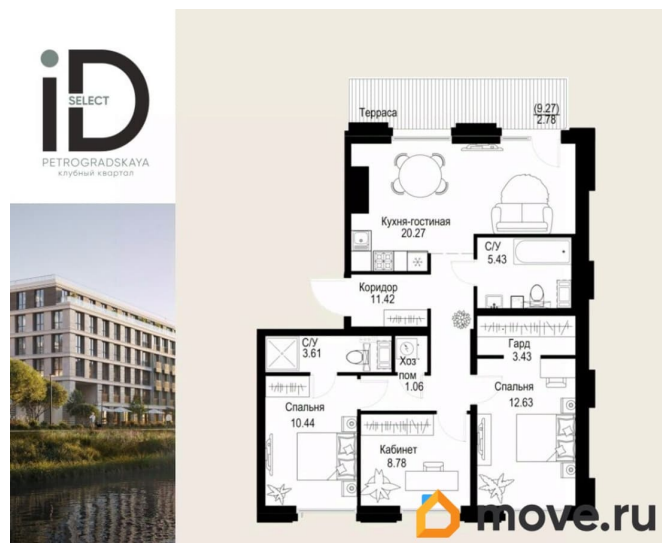 iD
SELECT
PETROGRADSKAYA
клубный квартал
Терраса
(9.27)
2.78
Кухня-гостиная
20.27
С/У
5.43
Коридор
11.42
С/У
3.61
Хоз
пом
1.06
Гард
3.43
Спальня
12.63
Спальня
10.44
Кабинет
8.78
move.ru